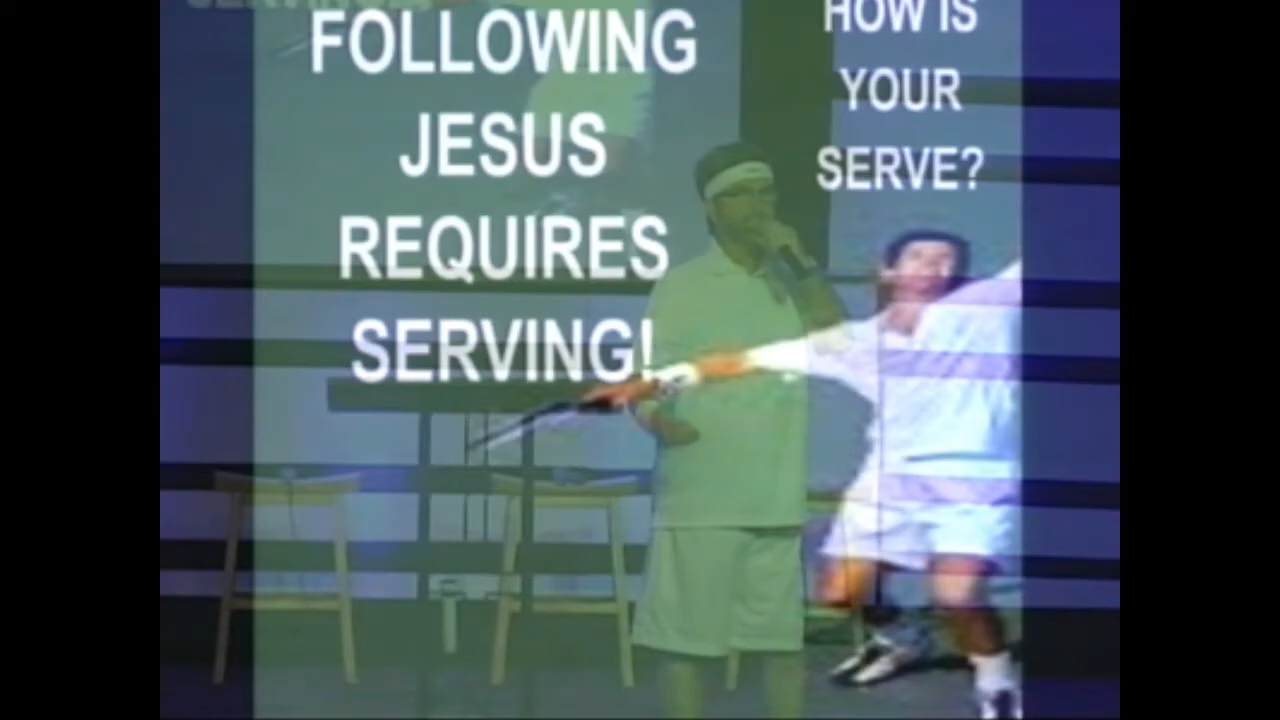 FOLLOWING
JESUS
REQUIRES
SERVING!
HOW IS
YOUR
SERVE?